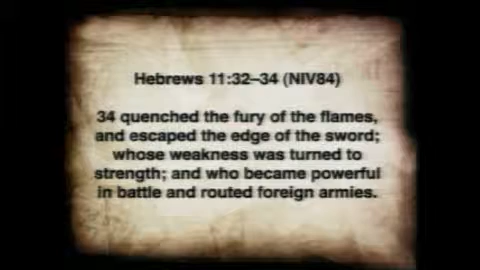 Hebrews 11:32–34 (NIV84)
34 quenched the fury of the flames,
and escaped the edge of the sword;
whose weakness was turned to
strength; and who became powerful
in battle and routed foreign armies.